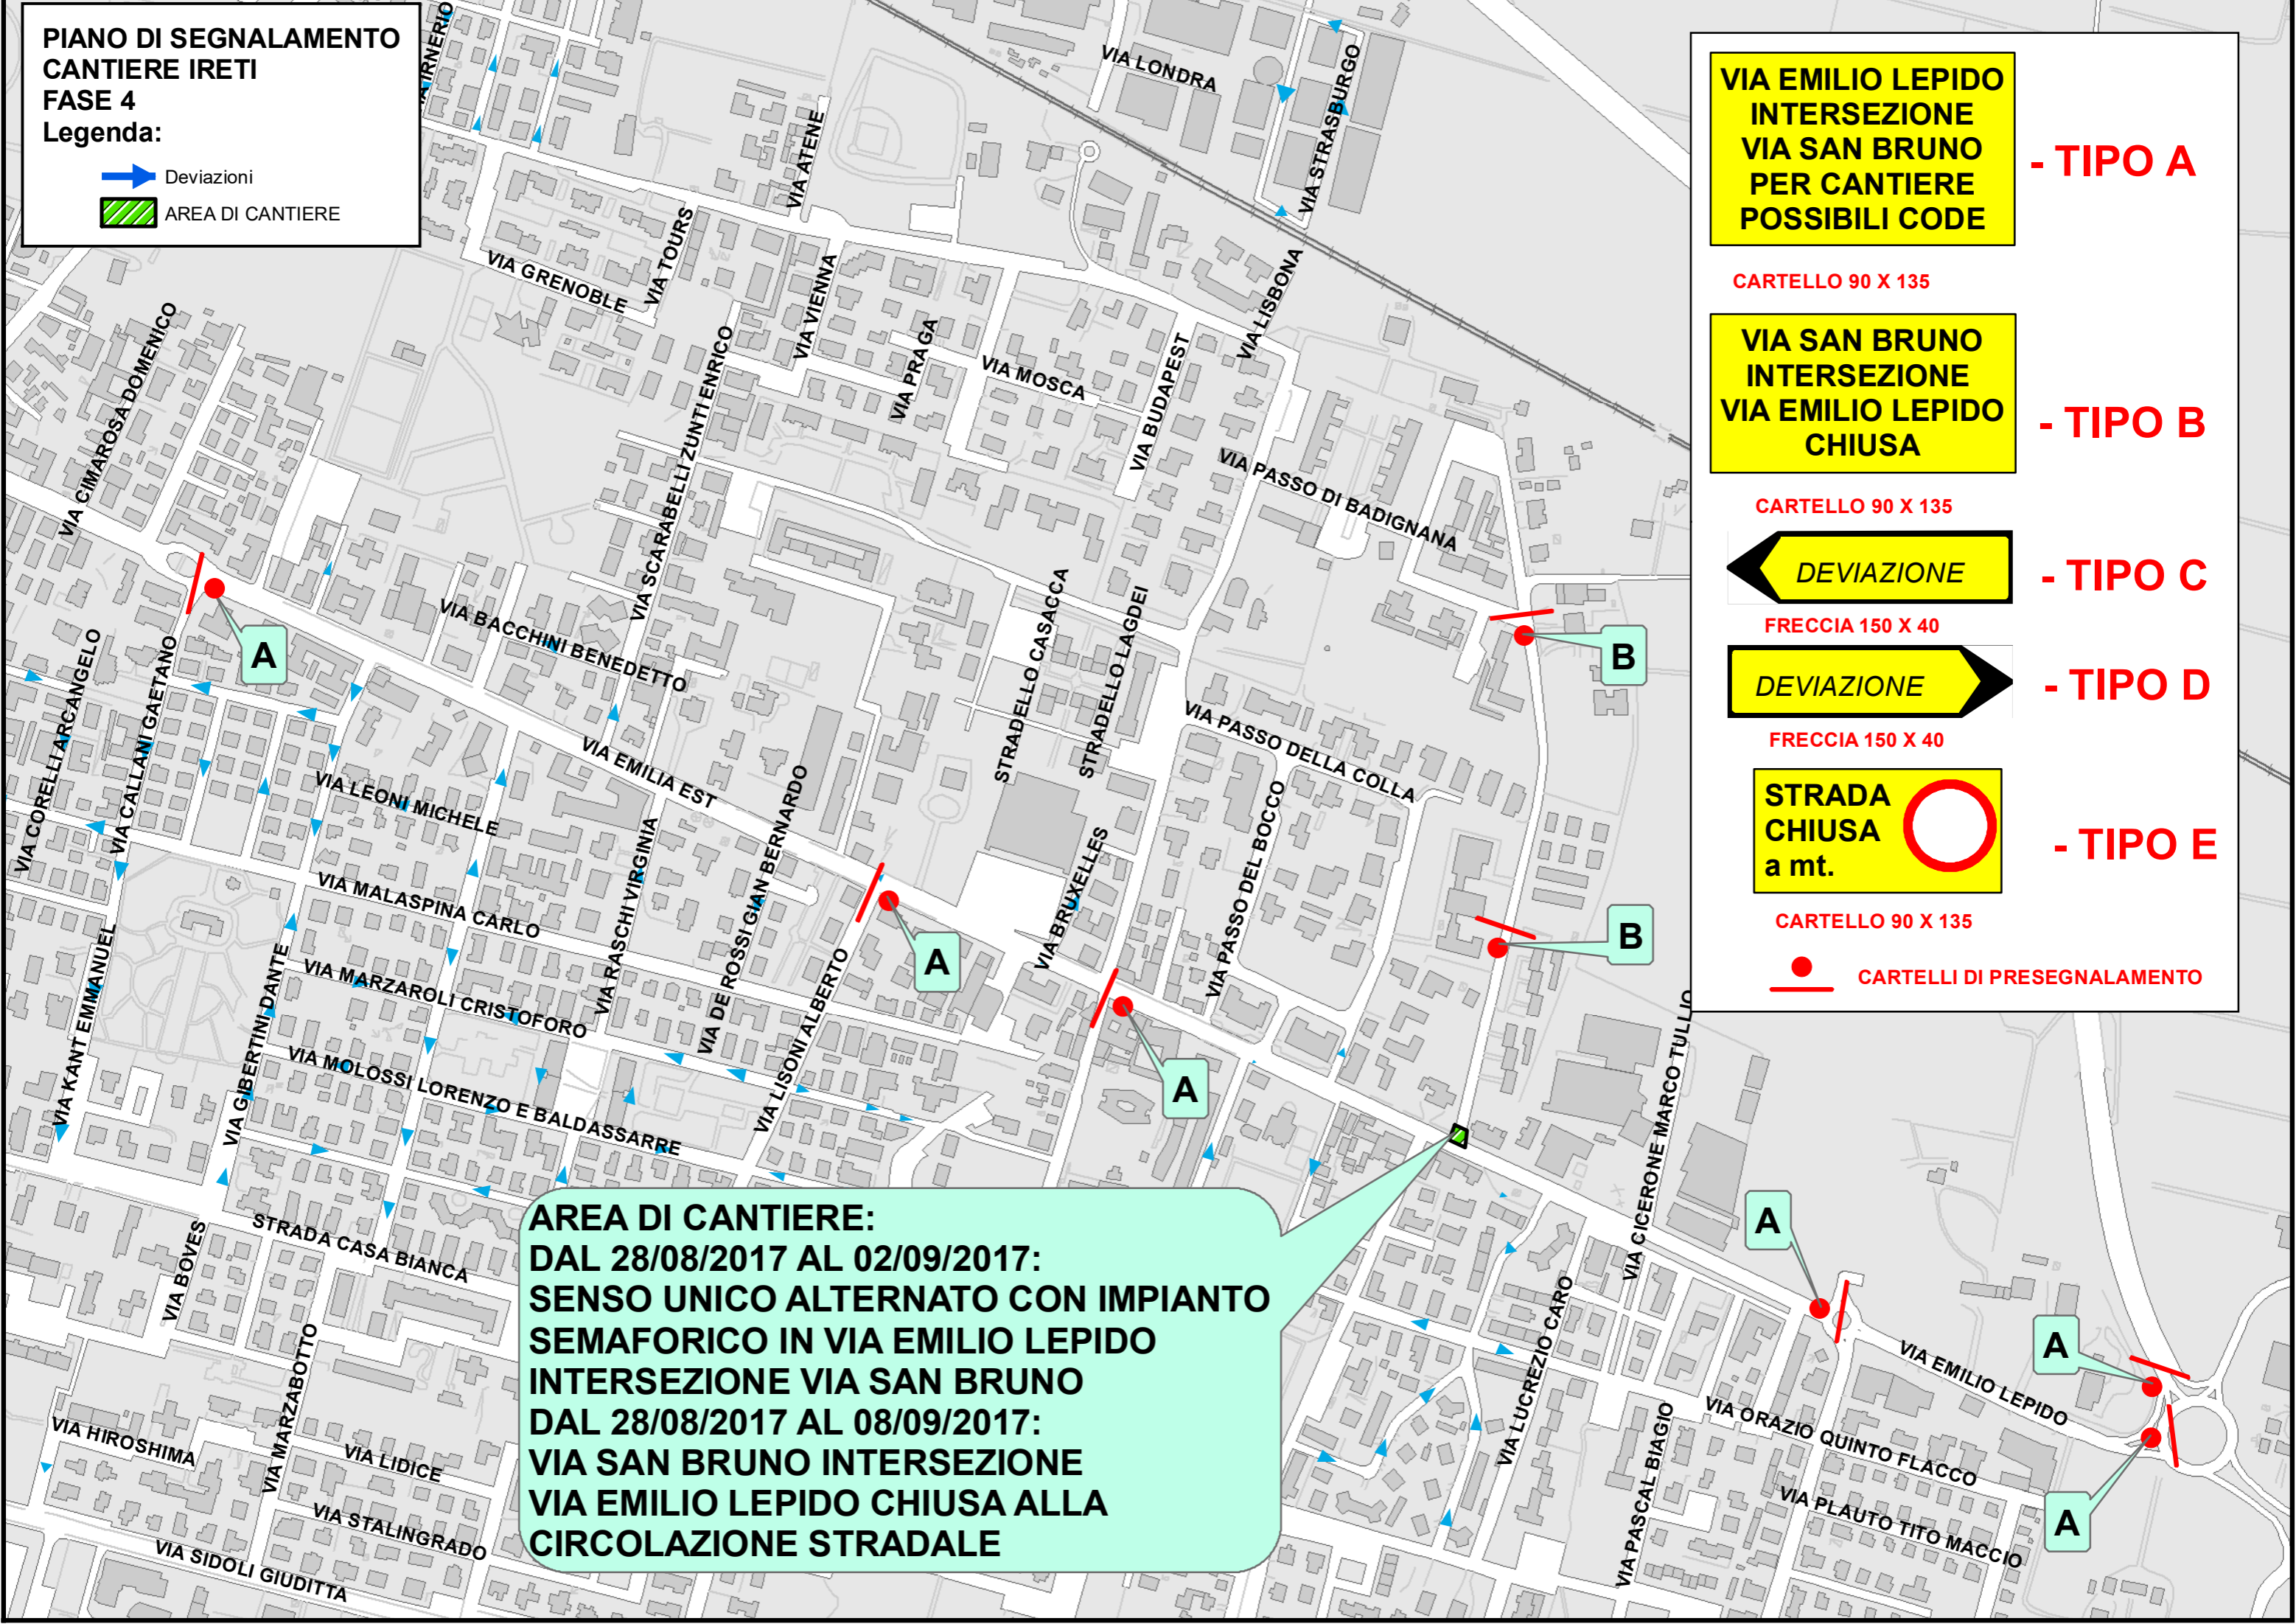 PIANO DI SEGNALAMENTO
CANTIERE IRETI
FASE 4
Legenda:
Deviazioni
AREA DI CANTIERE
VIA EMILIO LEPIDO
INTERSEZIONE
VIA SAN BRUNO
PER CANTIERE
POSSIBILI CODE
- TIPO A
CARTELLO 90 X 135
VIA SAN BRUNO
INTERSEZIONE
VIA EMILIO LEPIDO
CHIUSA
- TIPO B
CARTELLO 90 X 135
DEVIAZIONE
- TIPO C
FRECCIA 150 X 40
DEVIAZIONE
- TIPO D
FRECCIA 150 X 40
STRADA
CHIUSA
a mt.
- TIPO E
CARTELLO 90 X 135
CARTELLI DI PRESEGNALAMENTO
VIA LONDRA
VIA STRASBURGO
VIA ATENE
VIA TOURS
VIA GRENOBLE
VIA VIENNA
VIA LISBONA
VIA PRAGA
VIA MOSCA
VIA BUDAPEST
VIA CIMAROSA DOMENICO
VIA SCARABELLI ZUNTI ENRICO
VIA PASSO DI BADIGNANA
VIA BACCHINI BENEDETTO
STRADELLO CASACCA
STRADELLO LAGDEI
VIA CORELLI ARCANGELO
VIA CALLANI GAETANO
A
B
VIA EMILIA EST
VIA PASSO DELLA COLLA
VIA LEONI MICHELE
VIA PASSO DEL BOCCO
VIA BRUXELLES
VIA RASCHI VIRGINIA
VIA DE ROSSI GIAN BERNARDO
VIA MALASPINA CARLO
A
B
VIA KANT EMMANUEL
VIA GIBERTINI DANTE
VIA MARZAROLI CRISTOFORO
VIA LISONI ALBERTO
VIA MOLOSSI LORENZO E BALDASSARRE
A
VIA CICERONE MARCO TULLIO
VIA BOVES
STRADA CASA BIANCA
AREA DI CANTIERE:
DAL 28/08/2017 AL 02/09/2017:
SENSO UNICO ALTERNATO CON IMPIANTO
SEMAFORICO IN VIA EMILIO LEPIDO
INTERSEZIONE VIA SAN BRUNO
DAL 28/08/2017 AL 08/09/2017:
VIA SAN BRUNO INTERSEZIONE
VIA EMILIO LEPIDO CHIUSA ALLA
CIRCOLAZIONE STRADALE
A
A
A
VIA LUCREZIO CARO
VIA EMILIO LEPIDO
VIA ORAZIO QUINTO FLACCO
VIA PASCAL BIAGIO
VIA PLAUTO TITO MACCIO
VIA MARZABOTTO
VIA HIROSHIMA
VIA LIDICE
VIA STALINGRADO
VIA SIDOLI GIUDITTA